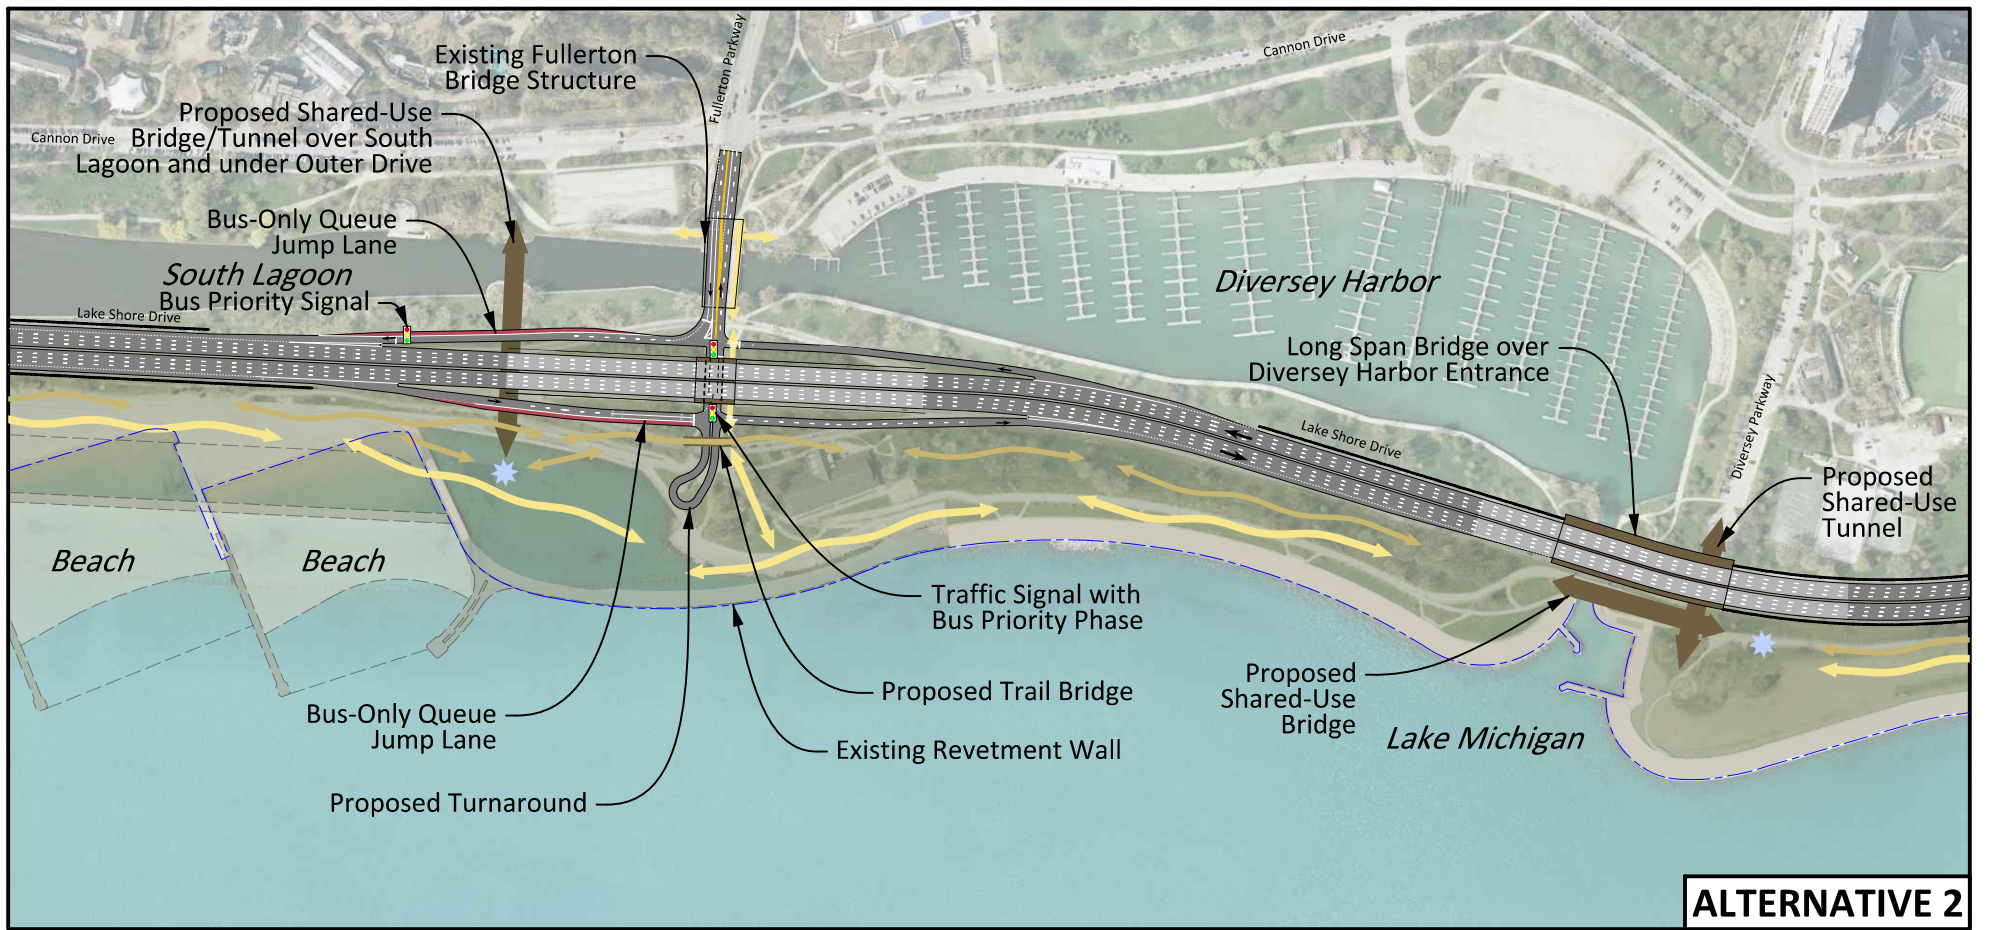 Existing Fullerton
Bridge Structure
Fullerton Parkway
Cannon Drive
Proposed Shared-Use
Bridge/Tunnel over South
Lagoon and under Outer Drive
Cannon Drive
Bus-Only Queue
Jump Lane
South Lagoon
Bus Priority Signal
Lake Shore Drive
Diversey Harbor
Long Span Bridge over
Diversey Harbor Entrance
Lake Shore Drive
Diversey Parkway
Proposed
Shared-Use
Tunnel
Beach
Beach
Traffic Signal with
Bus Priority Phase
Proposed Trail Bridge
Existing Revetment Wall
Bus-Only Queue
Jump Lane
Proposed Turnaround
Proposed
Shared-Use
Bridge
Lake Michigan
ALTERNATIVE 2